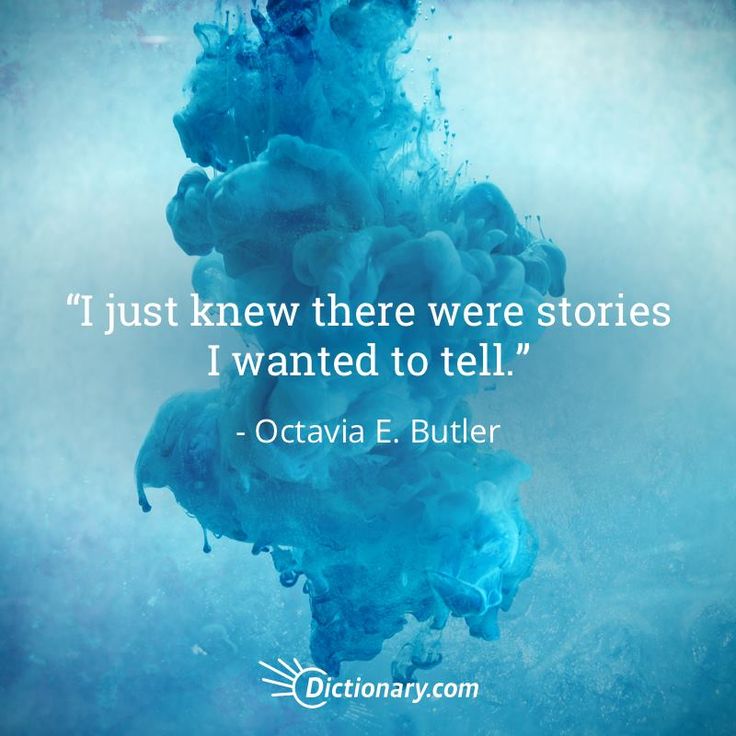 “I just knew there were stories
I wanted to tell.”
- Octavia E. Butler
Dictionary.com